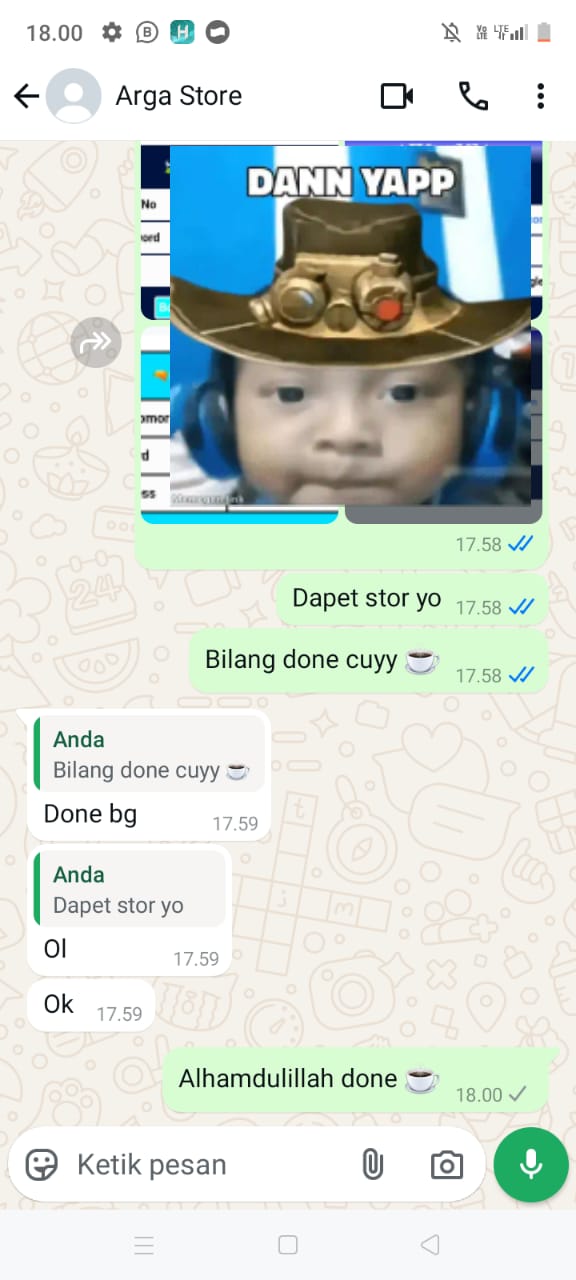 18.00
Arga Store
DANN YAPP
No
ord
17.58
Dapet stor yo 17.58
Bilang done cuyy ☕ 17.58
Anda
Bilang done cuyy ☕
Done bg 17.59
Anda
Dapet stor yo
Ol 17.59
Ok 17.59
Alhamdulillah done ☕ 18.00
Ketik pesan